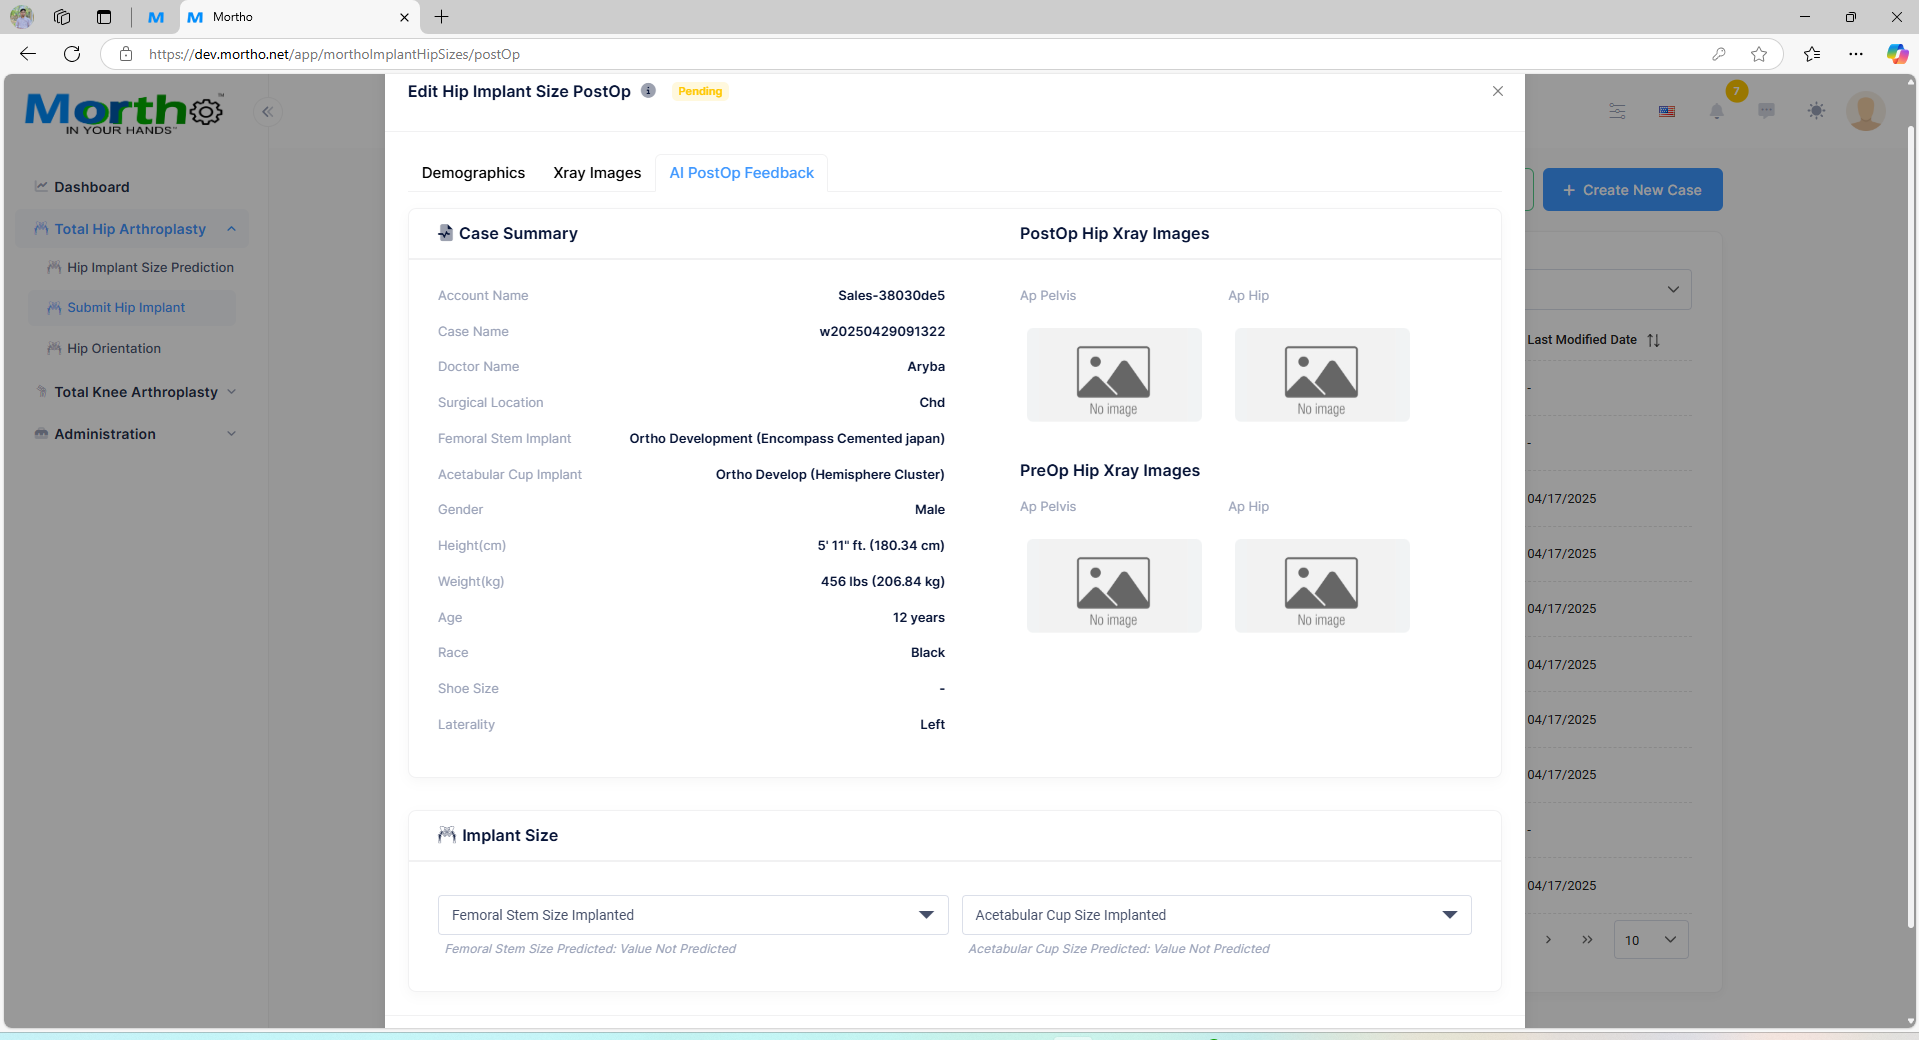 Mortho
https://dev.mortho.net/app/morthoImplantHipSizes/postOp
Mortho™
IN YOUR HANDS™
Dashboard
Total Hip Arthroplasty
Hip Implant Size Prediction
Submit Hip Implant
Hip Orientation
Total Knee Arthroplasty
Administration
Edit Hip Implant Size PostOp
Pending
7
Demographics
Xray Images
AI PostOp Feedback
+ Create New Case
Case Summary
Account Name Sales-38030de5
Case Name w20250429091322
Doctor Name Aryba
Surgical Location Chd
Femoral Stem Implant Ortho Development (Encompass Cemented japan)
Acetabular Cup Implant Ortho Develop (Hemisphere Cluster)
Gender Male
Height(cm) 5' 11" ft. (180.34 cm)
Weight(kg) 456 lbs (206.84 kg)
Age 12 years
Race Black
Shoe Size -
Laterality Left
PostOp Hip Xray Images
Ap Pelvis Ap Hip
No image No image
PreOp Hip Xray Images
Ap Pelvis Ap Hip
No image No image
Implant Size
Femoral Stem Size Implanted
Femoral Stem Size Predicted: Value Not Predicted
Acetabular Cup Size Implanted
Acetabular Cup Size Predicted: Value Not Predicted
Last Modified Date
-
-
04/17/2025
04/17/2025
04/17/2025
04/17/2025
04/17/2025
04/17/2025
-
04/17/2025
10